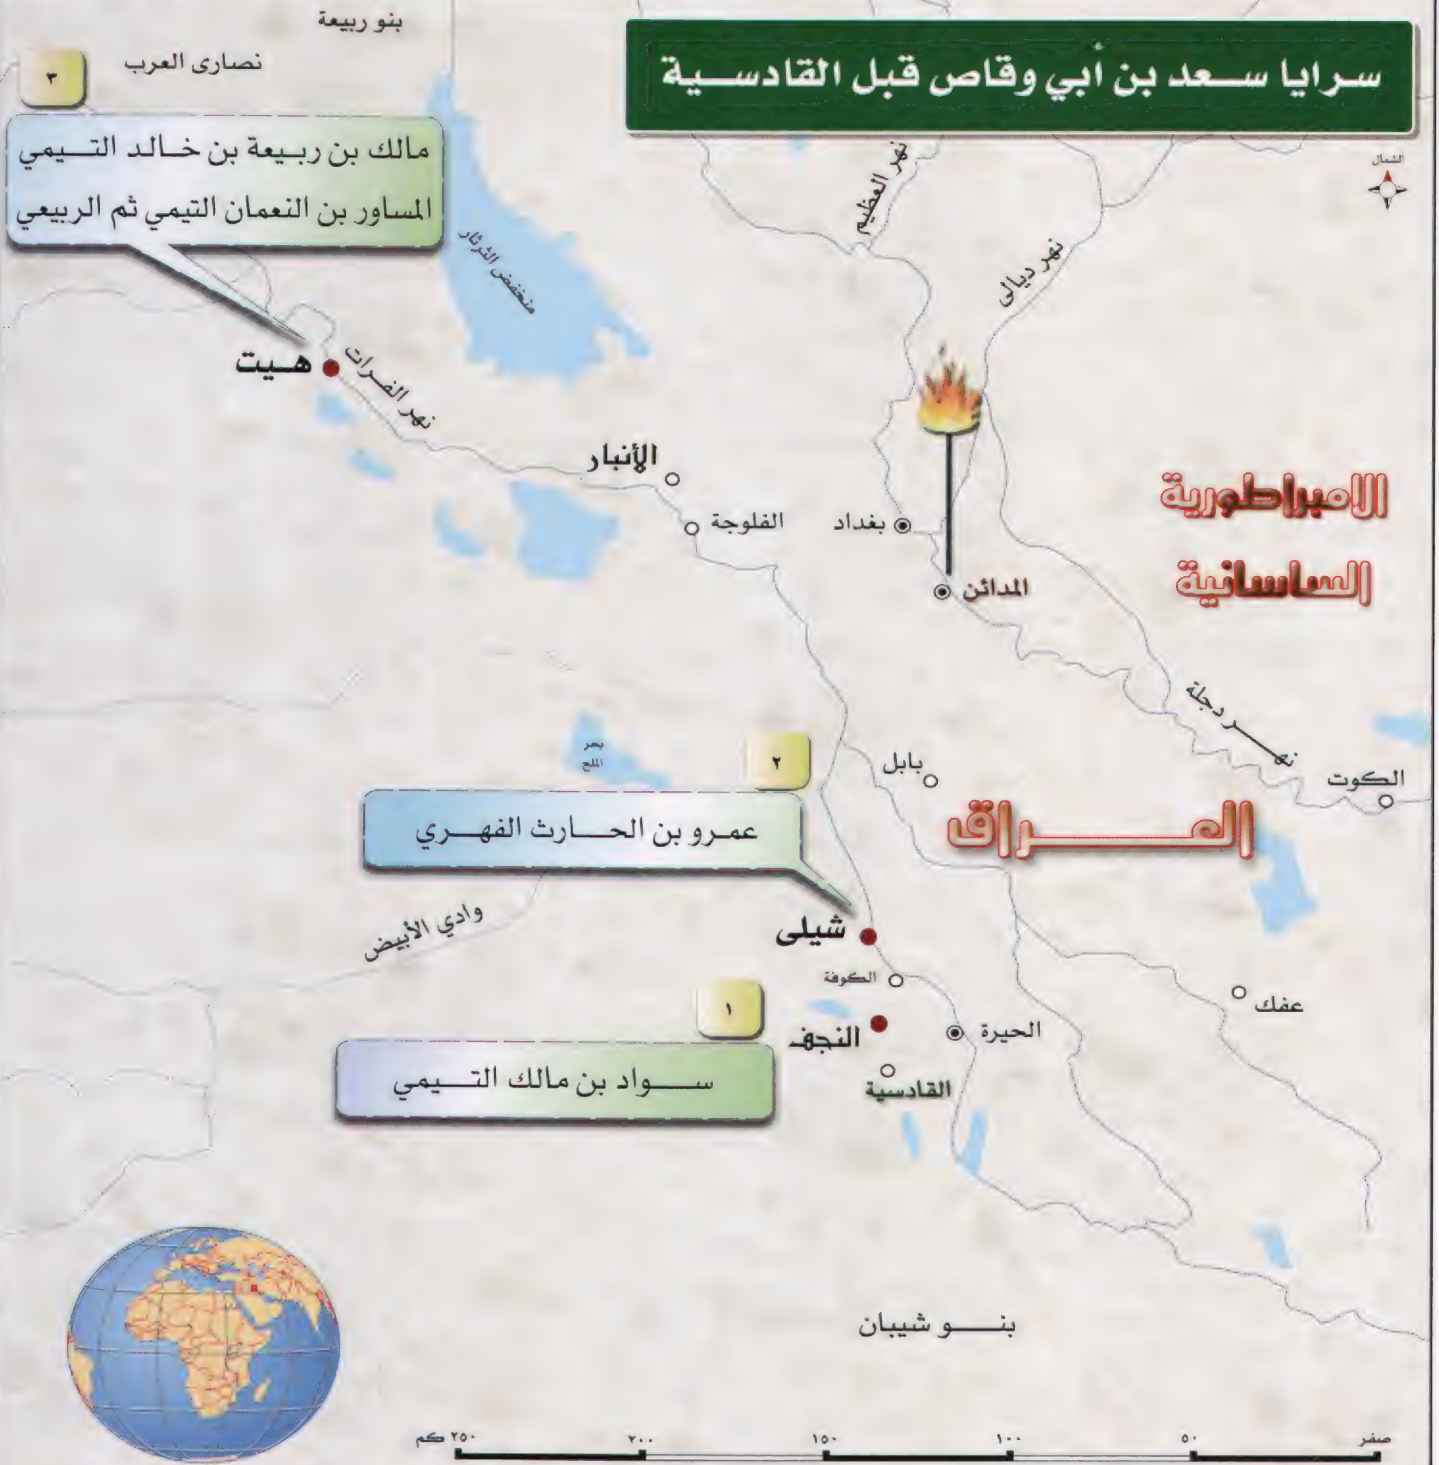 بنو ربيعة
سرايا سعد بن أبي وقاص قبل القادسية
نصارى العرب
٣
مالك بن ربيعة بن خالد التيمي
المساور بن النعمان التيمي ثم الربيعي
الشمال
نهر العظيم
نهر ديالى
منخفض الثرثار
هيت
نهر الفرات
الأنبار
الفلوجة
بغداد
المدائن
الامبراطورية
الساسانية
نهر دجلة
الكوت
بحر
الملح
٢
بابل
عمرو بن الحارث الفهري
العراق
وادي الأبيض
شيلى
الكوفة
عفك
١
النجف
الحيرة
سواد بن مالك التيمي
القادسية
بنو شيبان
صفر ٥٠ ١٠٠ ١٥٠ ٢٠٠ ٢٥٠ كم